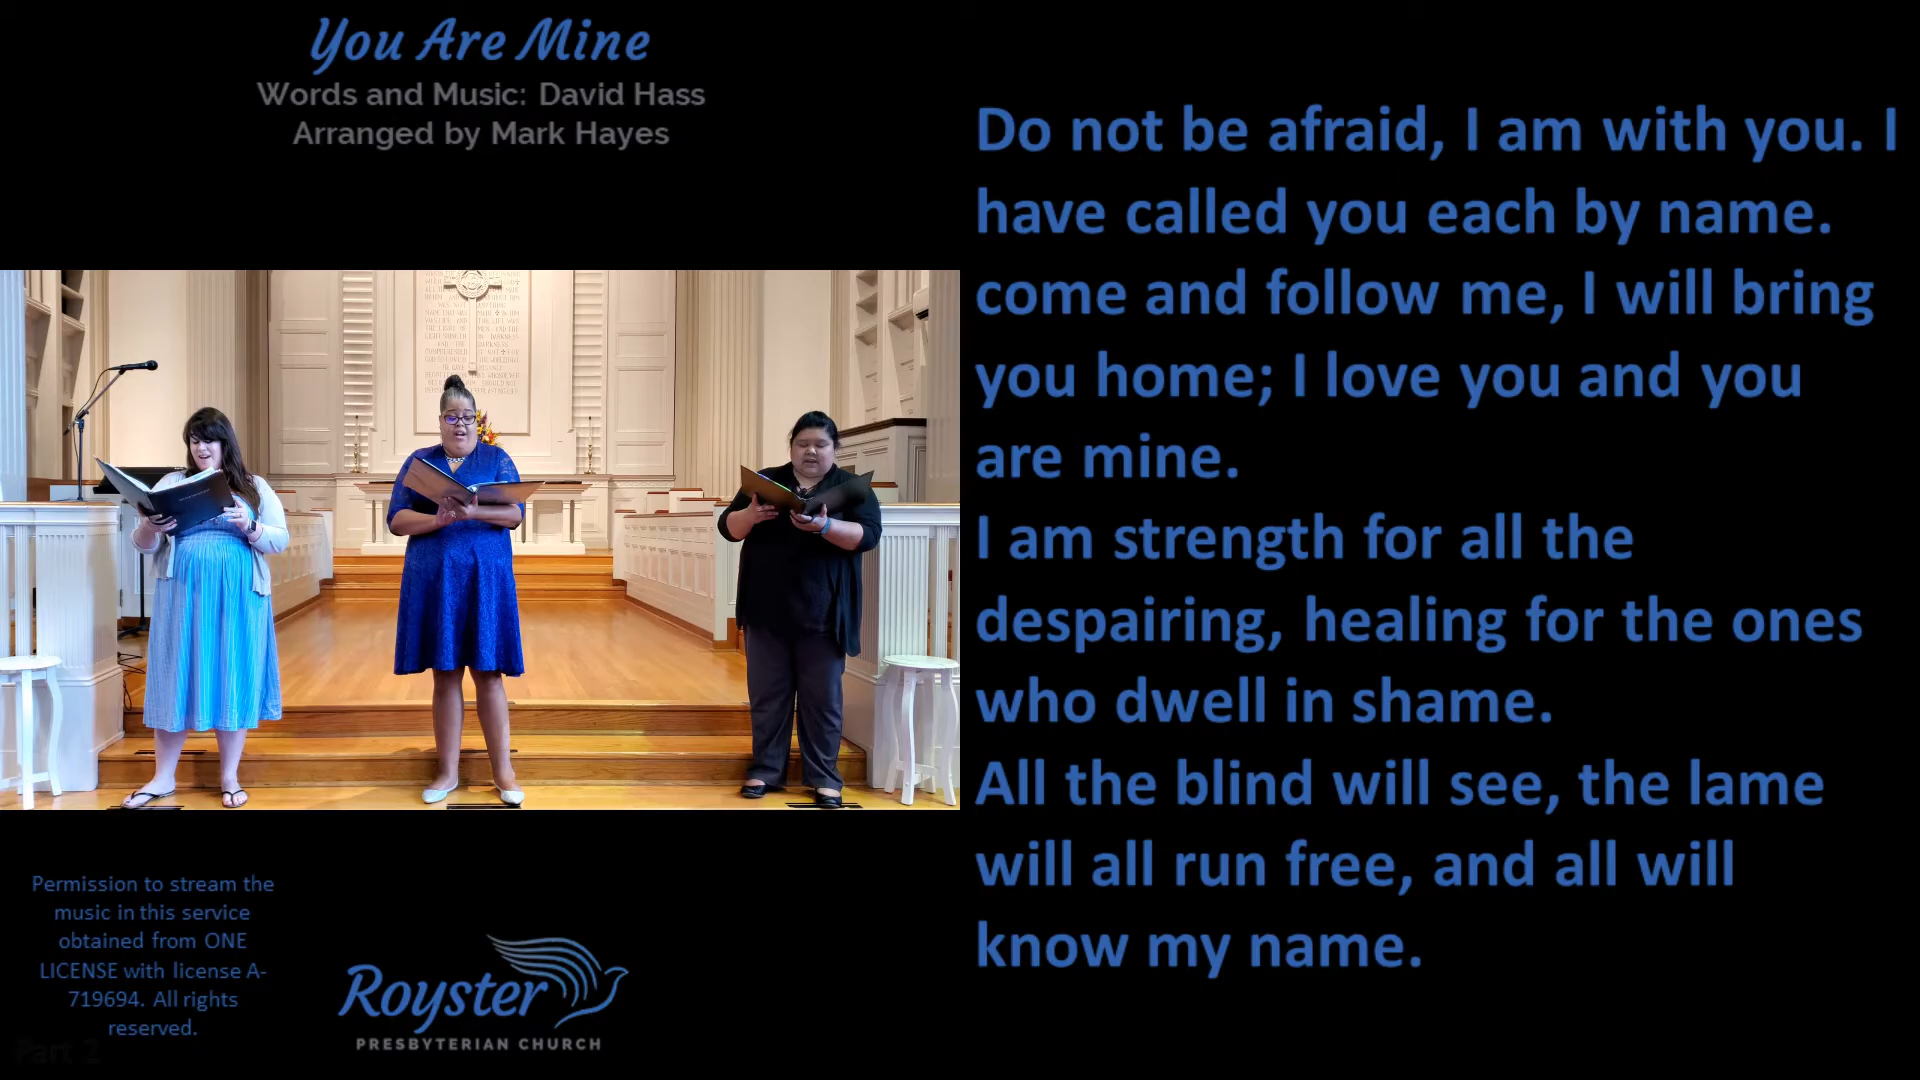 You Are Mine
Words and Music: David Hass
Arranged by Mark Hayes
Do not be afraid, I am with you. I
have called you each by name.
come and follow me, I will bring
you home; I love you and you
are mine.
I am strength for all the
despairing, healing for the ones
who dwell in shame.
All the blind will see, the lame
will all run free, and all will
know my name.
Permission to stream the
music in this service
obtained from ONE
LICENSE with license A-
719694. All rights
reserved.
Part 2
Royster
PRESBYTERIAN CHURCH